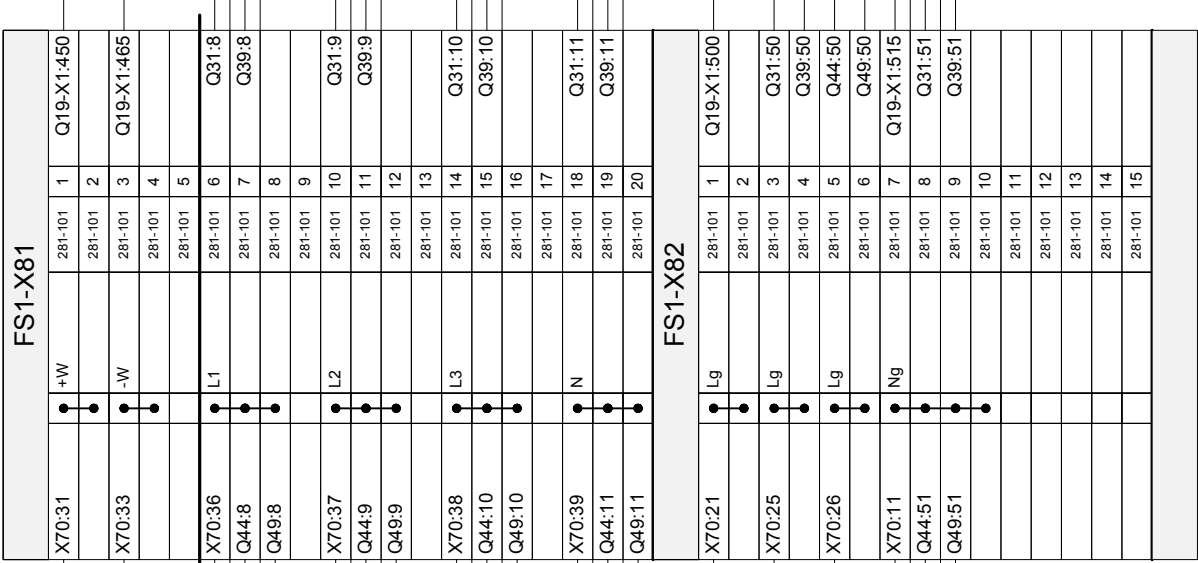 FS1-X81
X70:31 +W 281-101 1 Q19-X1:450
281-101 2
X70:33 -W 281-101 3 Q19-X1:465
281-101 4
281-101 5
X70:36 L1 281-101 6 Q31:8
Q44:8 281-101 7 Q39:8
Q49:8 281-101 8
281-101 9
X70:37 L2 281-101 10 Q31:9
Q44:9 281-101 11 Q39:9
Q49:9 281-101 12
281-101 13
X70:38 L3 281-101 14 Q31:10
Q44:10 281-101 15 Q39:10
Q49:10 281-101 16
281-101 17
X70:39 N 281-101 18 Q31:11
Q44:11 281-101 19 Q39:11
Q49:11 281-101 20
FS1-X82
X70:21 Lg 281-101 1 Q19-X1:500
281-101 2
X70:25 Lg 281-101 3 Q31:50
281-101 4 Q39:50
X70:26 Lg 281-101 5 Q44:50
281-101 6 Q49:50
X70:11 Ng 281-101 7 Q19-X1:515
Q44:51 281-101 8 Q31:51
Q49:51 281-101 9 Q39:51
281-101 10
281-101 11
281-101 12
281-101 13
281-101 14
281-101 15